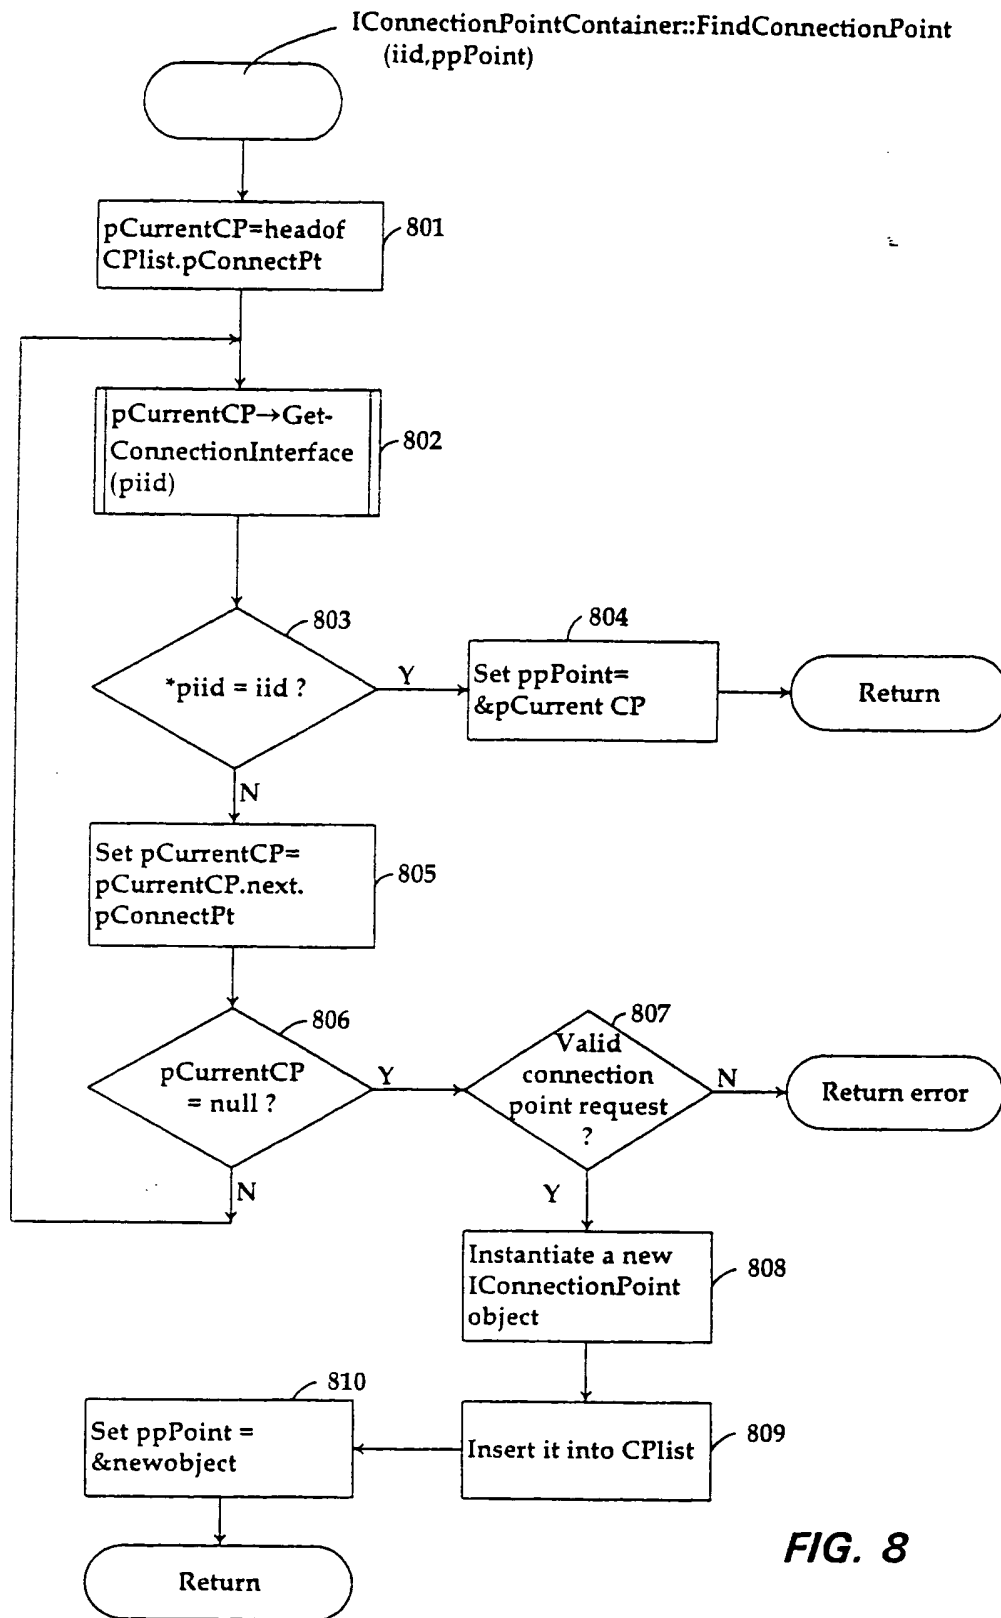 IConnectionPointContainer::FindConnectionPoint
(iid,ppPoint)
pCurrentCP=headof
CPlist.pConnectPt
801
pCurrentCP→Get-
ConnectionInterface
(piid)
802
803
*piid = iid ?
Y
804
Set ppPoint=
&pCurrent CP
Return
N
Set pCurrentCP=
pCurrentCP.next.
pConnectPt
805
806
pCurrentCP
= null ?
Y
N
807
Valid
connection
point request
?
N
Return error
Y
Instantiate a new
IConnectionPoint
object
808
Insert it into CPlist
809
810
Set ppPoint =
&newobject
Return
FIG. 8